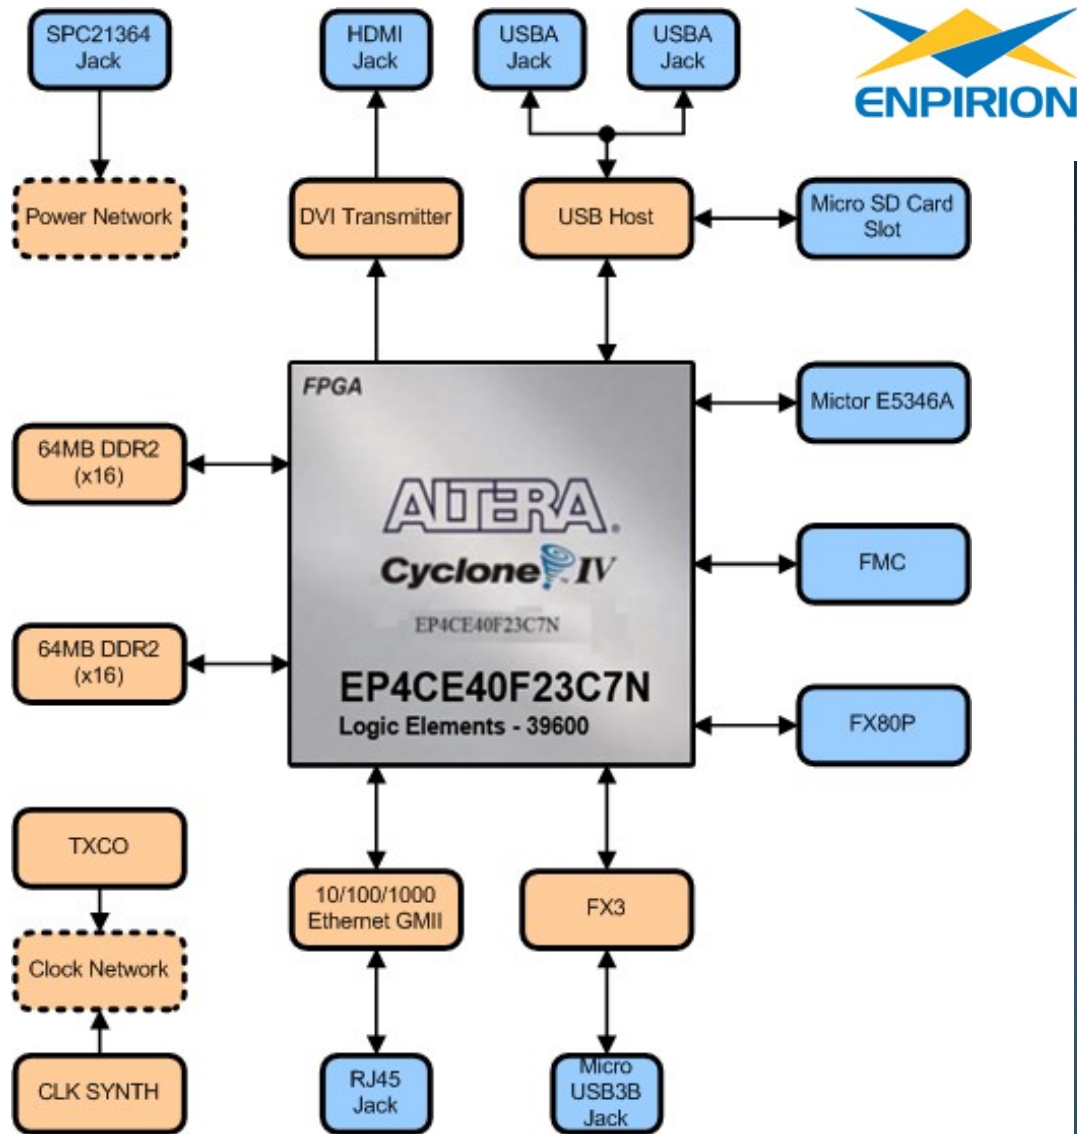 SPC21364
Jack
HDMI
Jack
USBA
Jack
USBA
Jack
ENPIRION
Power Network
DVI Transmitter
USB Host
Micro SD Card
Slot
FPGA
Mictor E5346A
64MB DDR2
(x16)
ALTERA.
Cyclone IV
FMC
EP4CE40F23C7N
64MB DDR2
(x16)
EP4CE40F23C7N
Logic Elements - 39600
FX80P
TXCO
10/100/1000
Ethernet GMII
FX3
Clock Network
CLK SYNTH
RJ45
Jack
Micro
USB3B
Jack